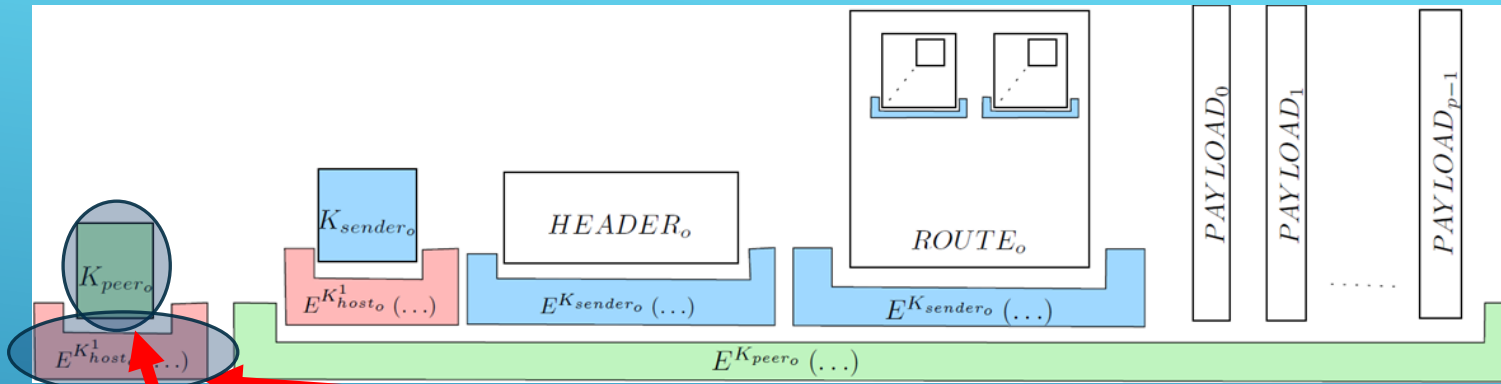 K_{peer_o}
E^{K^1_{host_o}} (...)
K_{sender_o}
E^{K^1_{host_o}} (...)
HEADER_o
E^{K_{sender_o}} (...)
ROUTE_o
E^{K_{sender_o}} (...)
PAYLOAD_0
PAYLOAD_1
......
PAYLOAD_{p-1}
E^{K_{peer_o}} (...)